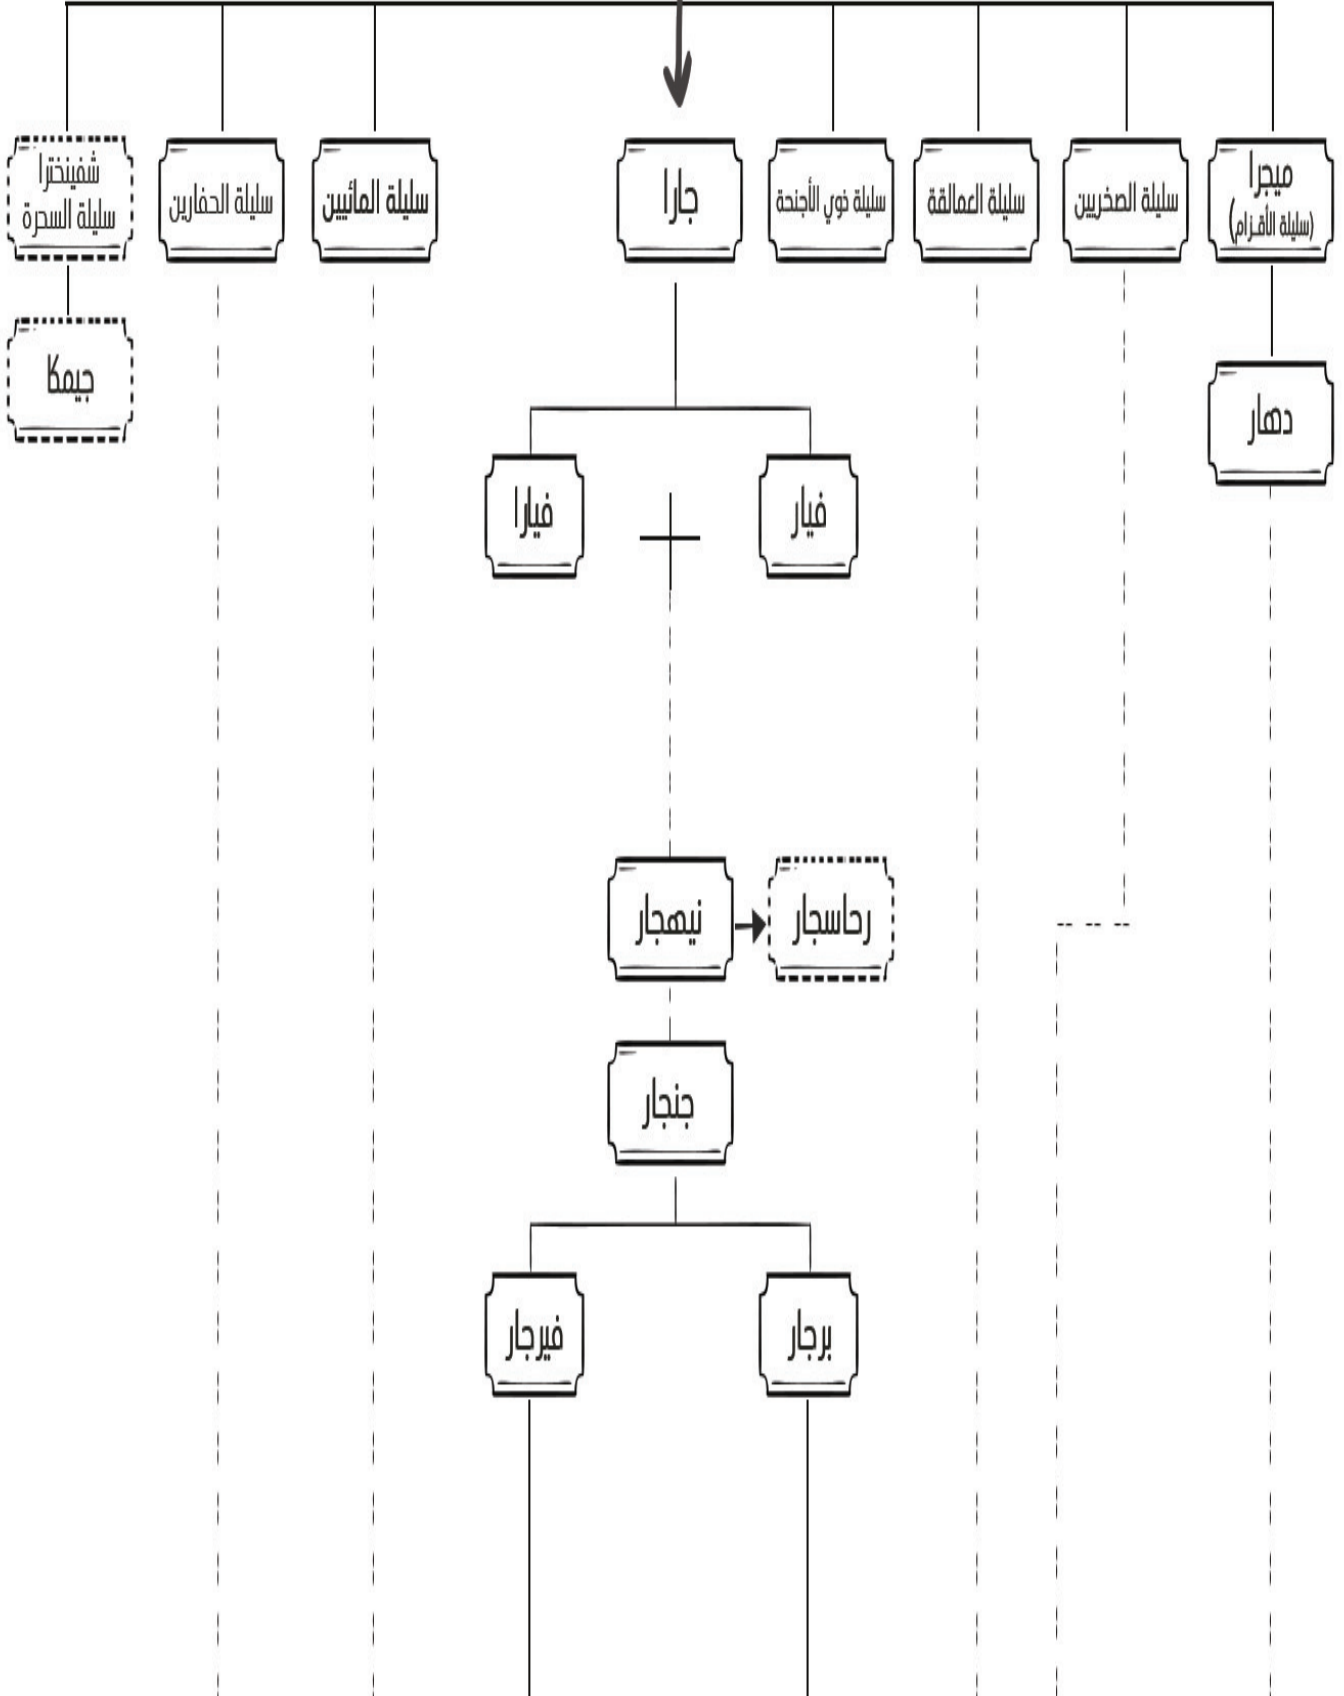 ميجرا
(سليلة الأقزام)
سليلة الصخريين
سليلة العمالقة
سليلة ذوي الأجنحة
جارا
سليلة المائيين
سليلة الحفارين
شفينخترا
سليلة السحرة
دهار
جيمكا
فيار
فيارا
رحاسجار
نيهجار
جنجار
برجار
فيرجار